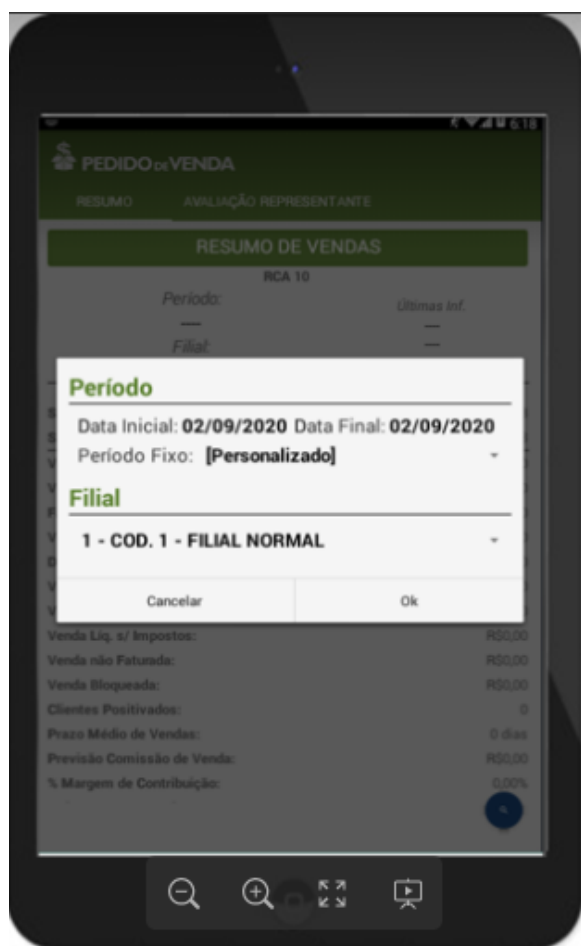 6:18
PEDIDO DE VENDA
RESUMO AVALIAÇÃO REPRESENTANTE
RESUMO DE VENDAS
RCA 10
Período: Últimas Inf.
Filial:
Período
Data Inicial: 02/09/2020 Data Final: 02/09/2020
Período Fixo: [Personalizado]
Filial
1 - COD. 1 - FILIAL NORMAL
Cancelar Ok
Venda Liq. s/ Impostos: R$0,00
Venda não Faturada: R$0,00
Venda Bloqueada: R$0,00
Clientes Positivados: 0
Prazo Médio de Vendas: 0 dias
Previsão Comissão de Venda: R$0,00
% Margem de Contribuição: 0,00%